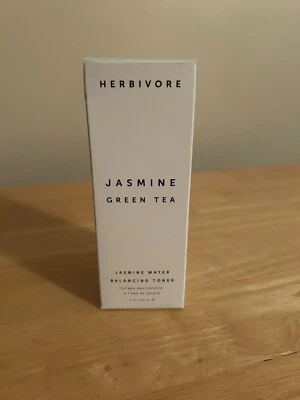 HERBIVORE
JASMINE
GREEN TEA
JASMINE WATER
BALANCING TONER